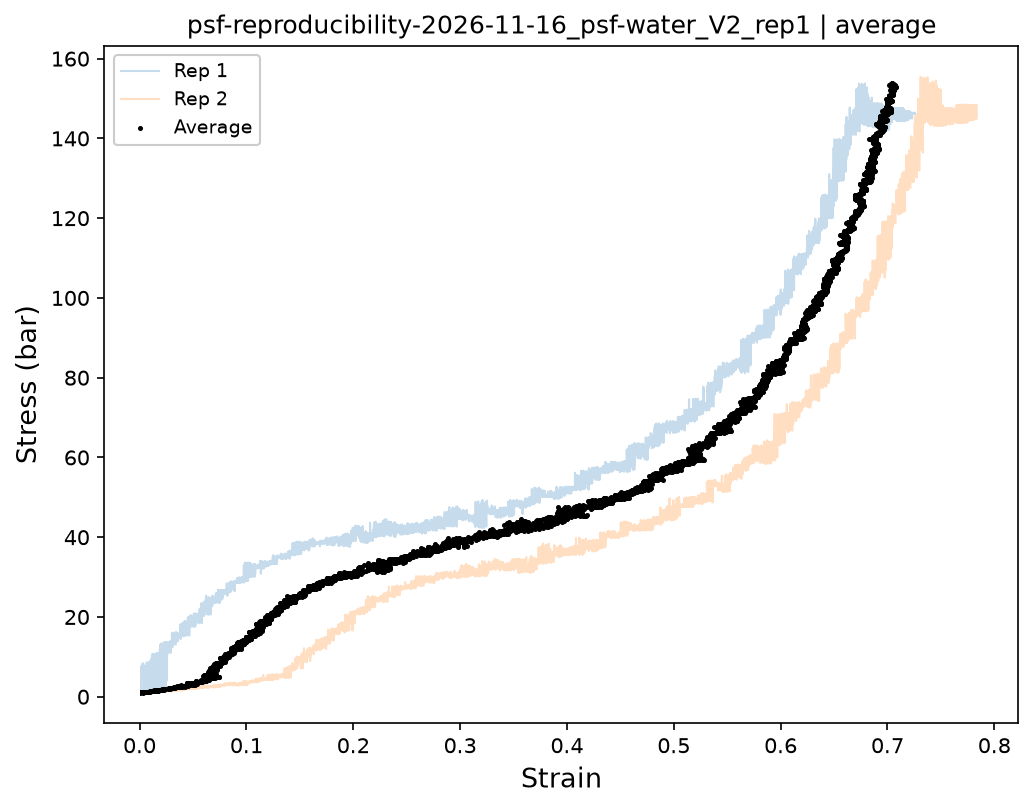 psf-reproducibility-2026-11-16_psf-water_V2_rep1 | average
Rep 1
Rep 2
Average
Stress (bar)
160
140
120
100
80
60
40
20
0
0.0 0.1 0.2 0.3 0.4 0.5 0.6 0.7 0.8
Strain